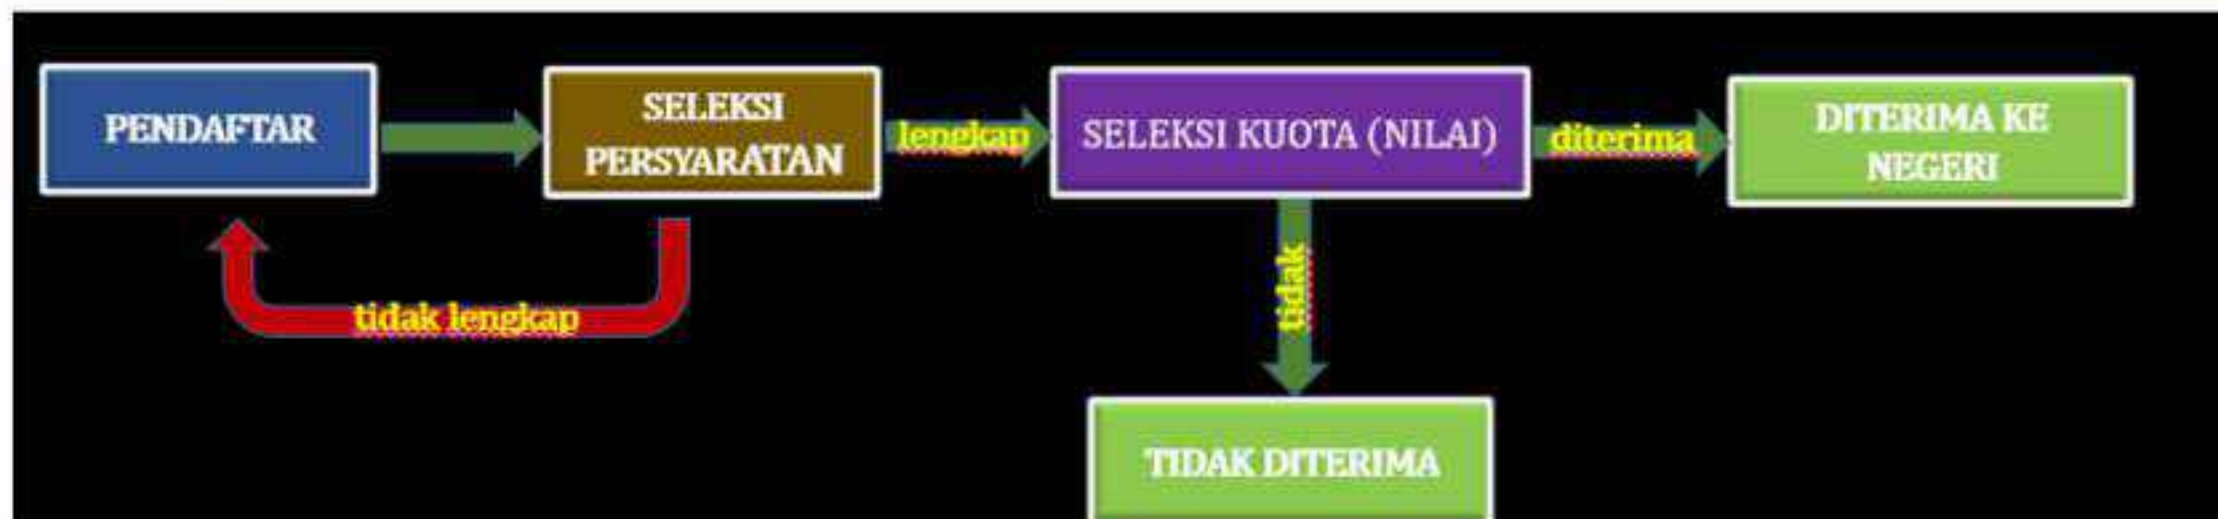 PENDAFTAR
SELEKSI
PERSYARATAN
lengkap
SELEKSI KUOTA (NILAI)
diterima
DITERIMA KE
NEGERI
tidak lengkap
tidak
TIDAK DITERIMA